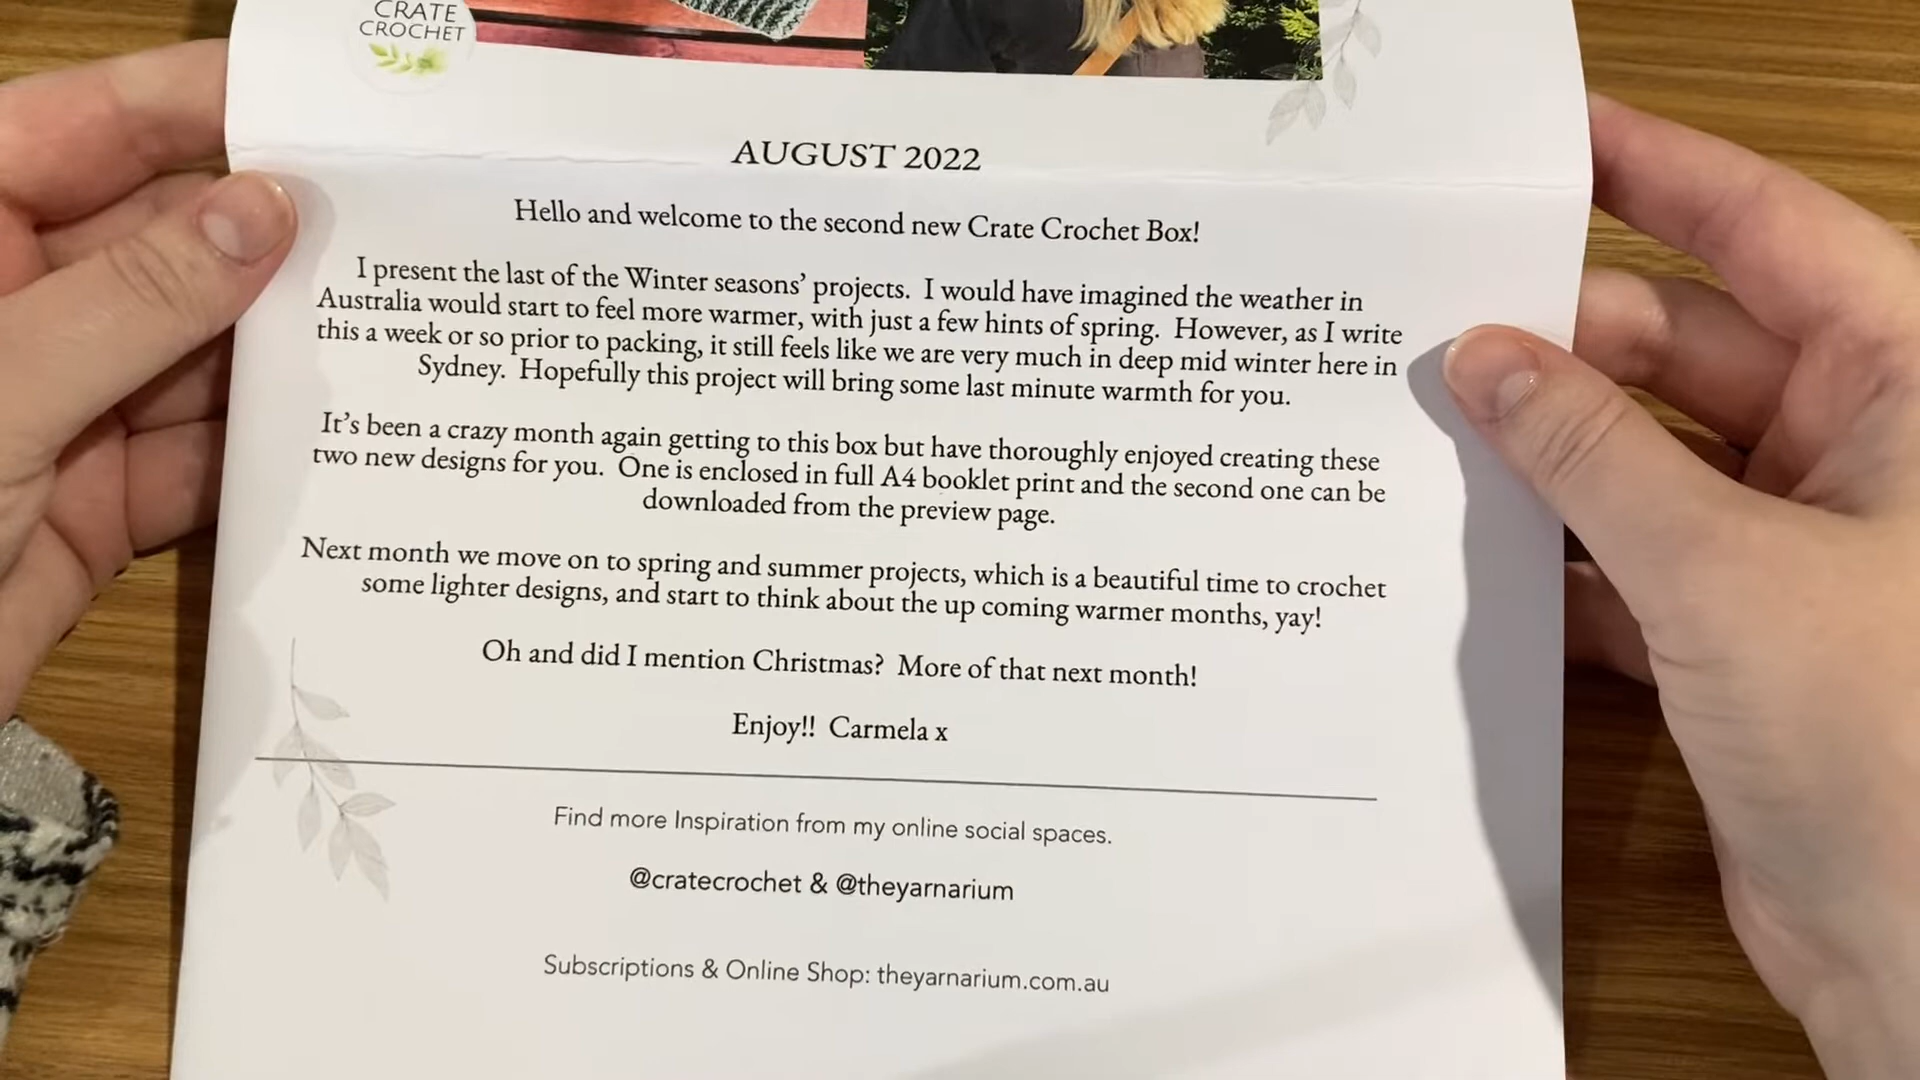 CRATE
CROCHET
AUGUST 2022
Hello and welcome to the second new Crate Crochet Box!
I present the last of the Winter seasons’ projects. I would have imagined the weather in
Australia would start to feel more warmer, with just a few hints of spring. However, as I write
this a week or so prior to packing, it still feels like we are very much in deep mid winter here in
Sydney. Hopefully this project will bring some last minute warmth for you.
It’s been a crazy month again getting to this box but have thoroughly enjoyed creating these
two new designs for you. One is enclosed in full A4 booklet print and the second one can be
downloaded from the preview page.
Next month we move on to spring and summer projects, which is a beautiful time to crochet
some lighter designs, and start to think about the up coming warmer months, yay!
Oh and did I mention Christmas? More of that next month!
Enjoy!! Carmela x
Find more Inspiration from my online social spaces.
@cratecrochet & @theyarnarium
Subscriptions & Online Shop: theyarnarium.com.au